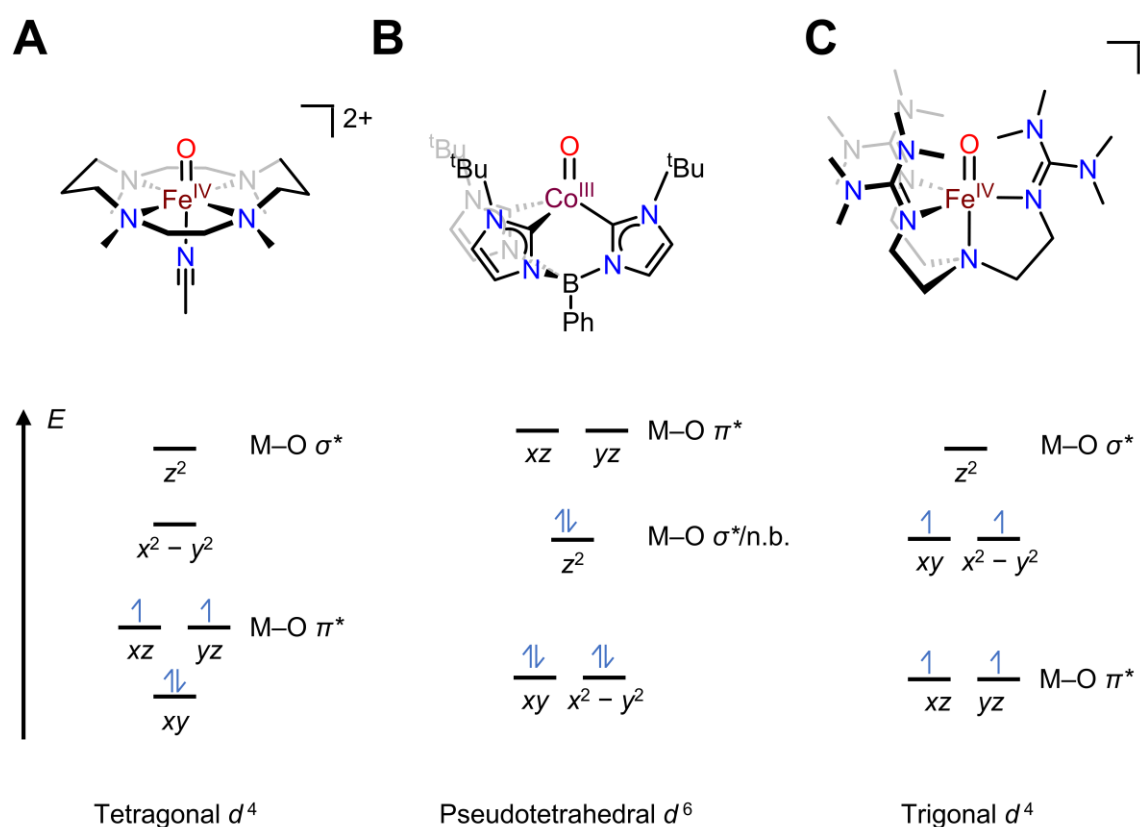 A B C
2+
O
N N
Fe^IV
N N
N
ᵗBu
ᵗBu
O
ᵗBu
Co^III
N
N
N
N
N
B
Ph
N
N
N
N
O
N
N
N
Fe^IV
N
N
N
E
M–O σ*
z²
x² − y²
M–O π*
xz yz
xy
M–O π*
xz yz
M–O σ*/n.b.
z²
xy x² − y²
M–O σ*
z²
xy x² − y²
M–O π*
xz yz
Tetragonal d⁴ Pseudotetrahedral d⁶ Trigonal d⁴